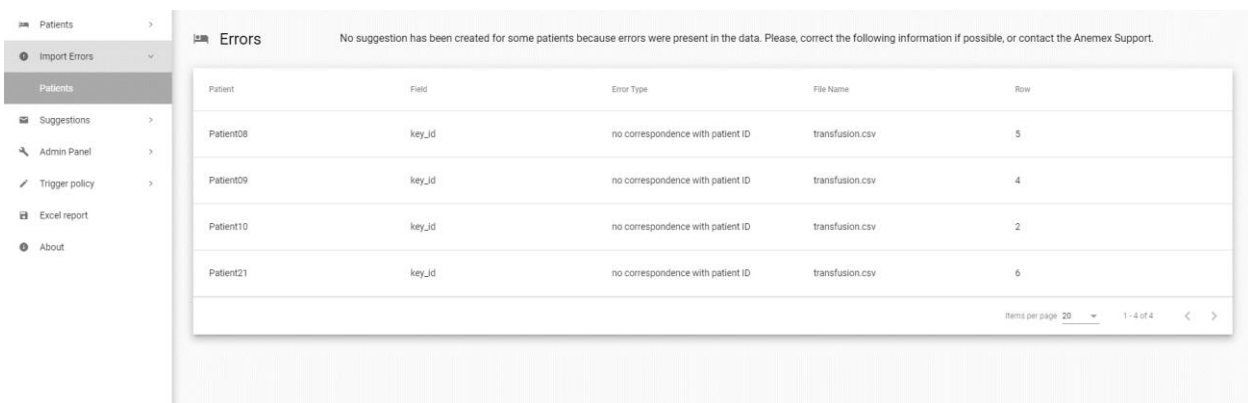 Patients
Import Errors
Patients
Suggestions
Admin Panel
Trigger policy
Excel report
About
Errors
No suggestion has been created for some patients because errors were present in the data. Please, correct the following information if possible, or contact the Anemex Support.
Patient Field Error Type File Name Row
Patient08 key_id no correspondence with patient ID transfusion.csv 5
Patient09 key_id no correspondence with patient ID transfusion.csv 4
Patient10 key_id no correspondence with patient ID transfusion.csv 2
Patient21 key_id no correspondence with patient ID transfusion.csv 6
Items per page 20 1 - 4 of 4